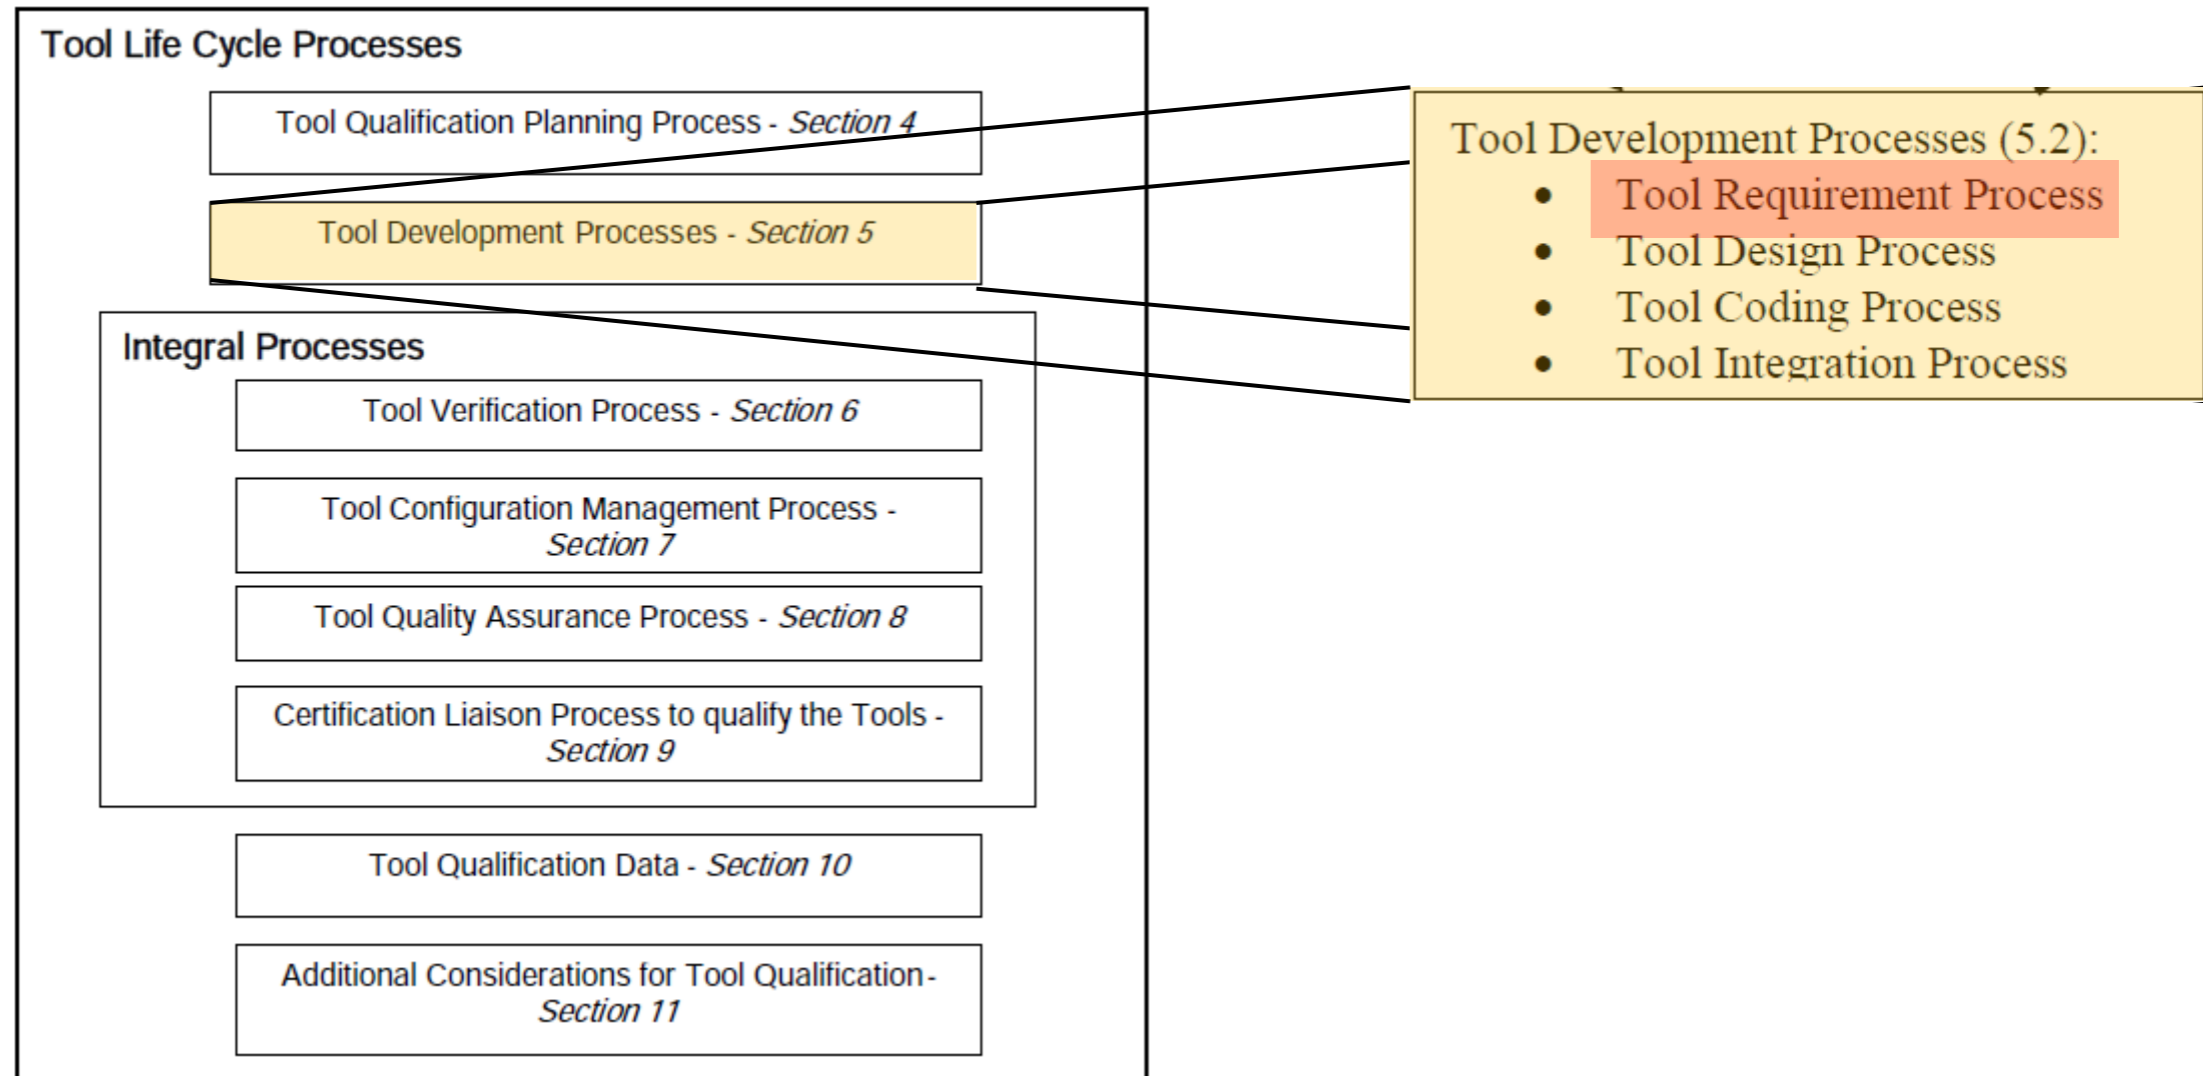 Tool Life Cycle Processes
Tool Qualification Planning Process - Section 4
Tool Development Processes - Section 5
Integral Processes
Tool Verification Process - Section 6
Tool Configuration Management Process -
Section 7
Tool Quality Assurance Process - Section 8
Certification Liaison Process to qualify the Tools -
Section 9
Tool Qualification Data - Section 10
Additional Considerations for Tool Qualification-
Section 11
Tool Development Processes (5.2):
• Tool Requirement Process
• Tool Design Process
• Tool Coding Process
• Tool Integration Process